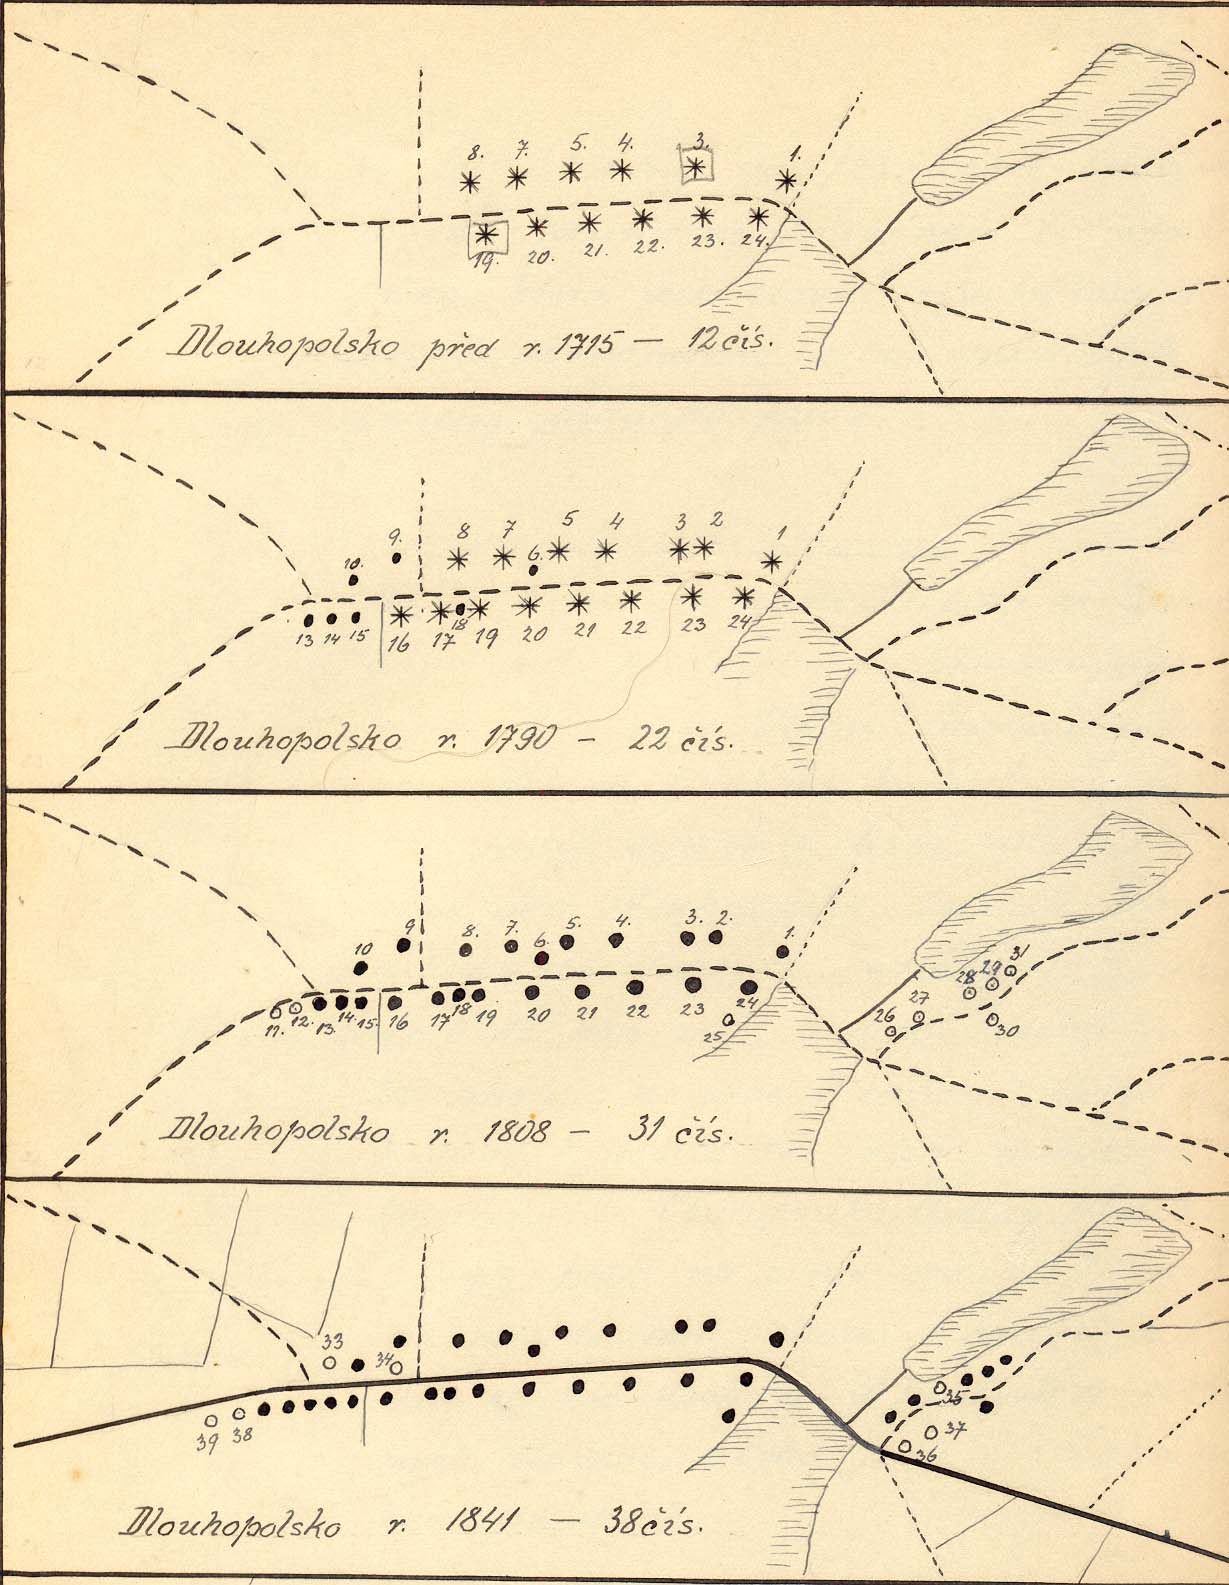 8. 7. 5. 4. 3. 1.
19. 20. 21. 22. 23. 24.
Dlouhopolsko před r. 1715 — 12 čís.
10. 9. 8 7 6. 5 4 3 2 1
13 14 15 16 17 18 19 20 21 22 23 24
Dlouhopolsko r. 1790 — 22 čís.
10 9 8. 7. 6. 5. 4. 3. 2. 1.
11. 12. 13. 14. 15. 16 17 18 19 20 21 22 23 24
25
26 27 28 29 31
30
Dlouhopolsko r. 1808 — 31 čís.
33 34
39 38
35
37
36
Dlouhopolsko r. 1841 — 38 čís.